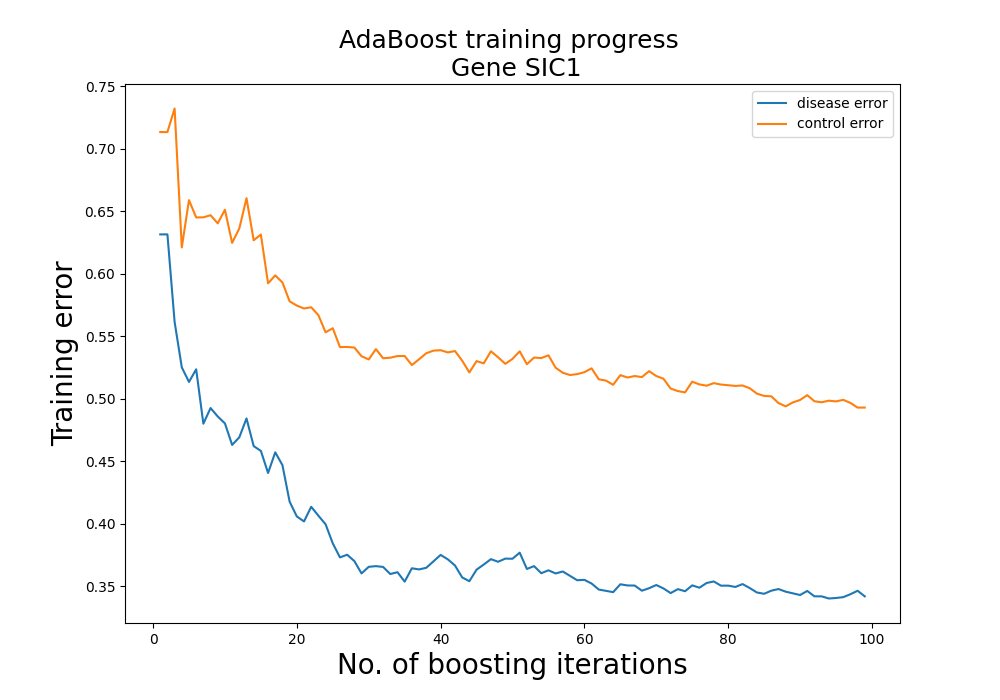 AdaBoost training progress
Gene SIC1
disease error
control error
Training error
0.75
0.70
0.65
0.60
0.55
0.50
0.45
0.40
0.35
0 20 40 60 80 100
No. of boosting iterations